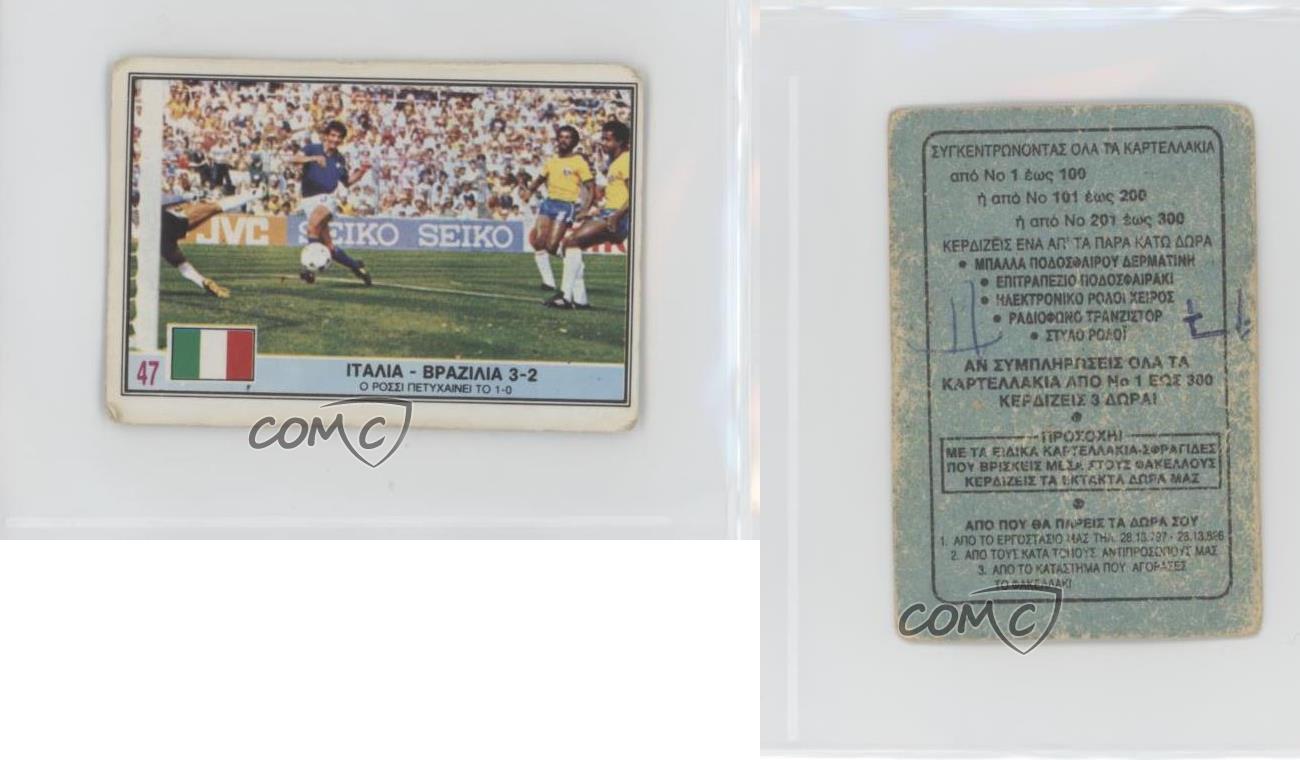 JVC SEIKO SEIKO
47
ΙΤΑΛΙΑ - ΒΡΑΖΙΛΙΑ 3-2
Ο ΡΟΣΣΙ ΠΕΤΥΧΑΙΝΕΙ ΤΟ 1-0
COMC
ΣΥΓΚΕΝΤΡΩΝΟΝΤΑΣ ΟΛΑ ΤΑ ΚΑΡΤΕΛΛΑΚΙΑ
από Νο 1 έως 100
ή από Νο 101 έως 200
ή από Νο 201 έως 300
ΚΕΡΔΙΖΕΙΣ ΕΝΑ ΑΠ' ΤΑ ΠΑΡΑ ΚΑΤΩ ΔΩΡΑ
● ΜΠΑΛΛΑ ΠΟΔΟΣΦΑΙΡΟΥ ΔΕΡΜΑΤΙΝΗ
● ΕΠΙΤΡΑΠΕΖΙΟ ΠΟΔΟΣΦΑΙΡΑΚΙ
● ΗΛΕΚΤΡΟΝΙΚΟ ΡΟΛΟΙ ΧΕΙΡΟΣ
● ΡΑΔΙΟΦΩΝΟ ΤΡΑΝΖΙΣΤΟΡ
● ΣΤΥΛΟ ΡΟΛΟΪ
ΑΝ ΣΥΜΠΛΗΡΩΣΕΙΣ ΟΛΑ ΤΑ
ΚΑΡΤΕΛΛΑΚΙΑ ΑΠΟ Νο 1 ΕΩΣ 300
ΚΕΡΔΙΖΕΙΣ 3 ΔΩΡΑ!
ΠΡΟΣΟΧΗ!
ΜΕ ΤΑ ΕΙΔΙΚΑ ΚΑΡΤΕΛΛΑΚΙΑ-ΣΦΡΑΓΙΔΕΣ
ΠΟΥ ΒΡΙΣΚΕΙΣ ΜΕΣΑ ΣΤΟΥΣ ΦΑΚΕΛΛΟΥΣ
ΚΕΡΔΙΖΕΙΣ ΤΑ ΕΚΤΑΚΤΑ ΔΩΡΑ ΜΑΣ
ΑΠΟ ΠΟΥ ΘΑ ΠΑΡΕΙΣ ΤΑ ΔΩΡΑ ΣΟΥ
1. ΑΠΟ ΤΟ ΕΡΓΟΣΤΑΣΙΟ ΜΑΣ ΤΗΛ.
2. ΑΠΟ ΤΟΥΣ ΚΑΤΑ ΤΟΠΟΥΣ ΑΝΤΙΠΡΟΣΩΠΟΥΣ ΜΑΣ
3. ΑΠΟ ΤΟ ΚΑΤΑΣΤΗΜΑ ΠΟΥ ΑΓΟΡΑΣΕΣ
ΤΟ ΦΑΚΕΛΛΑΚΙ
COMC